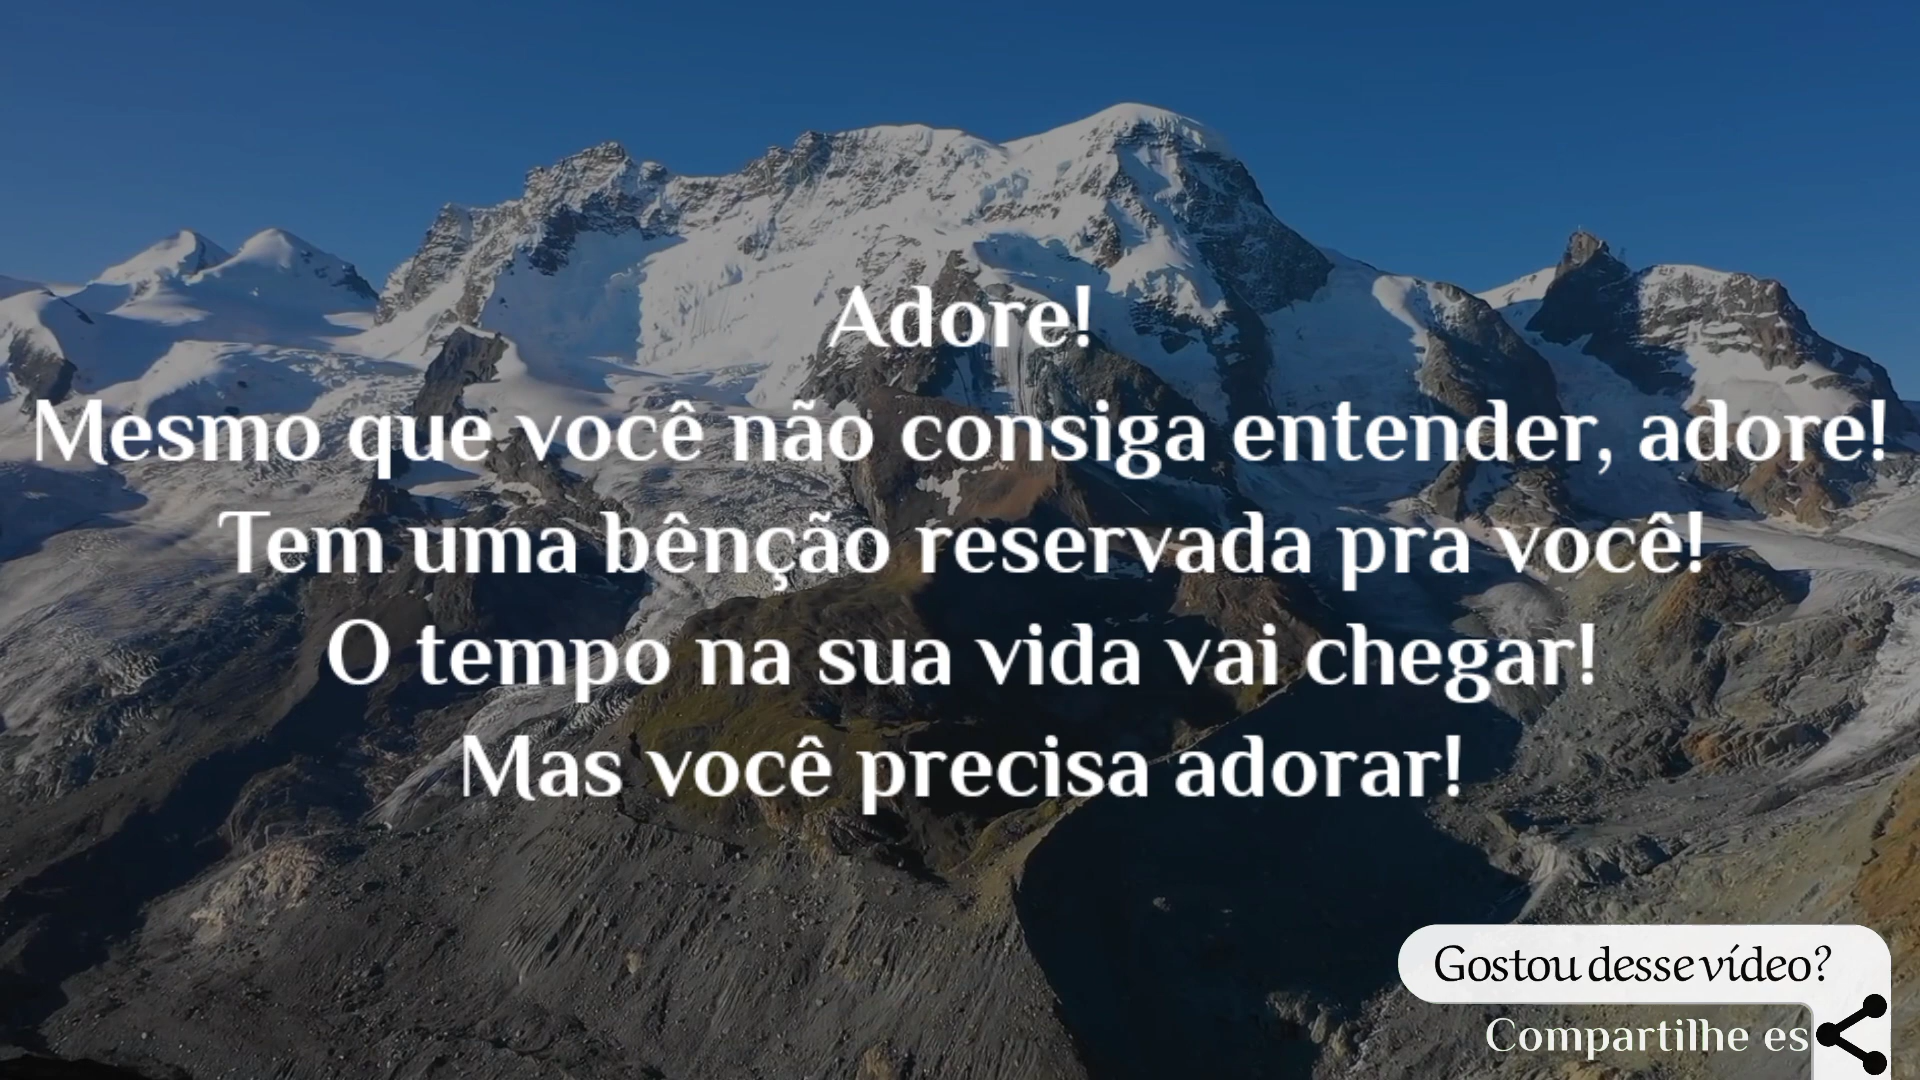 Adore!
Mesmo que você não consiga entender, adore!
Tem uma bênção reservada pra você!
O tempo na sua vida vai chegar!
Mas você precisa adorar!
Gostou desse vídeo?
Compartilhe es